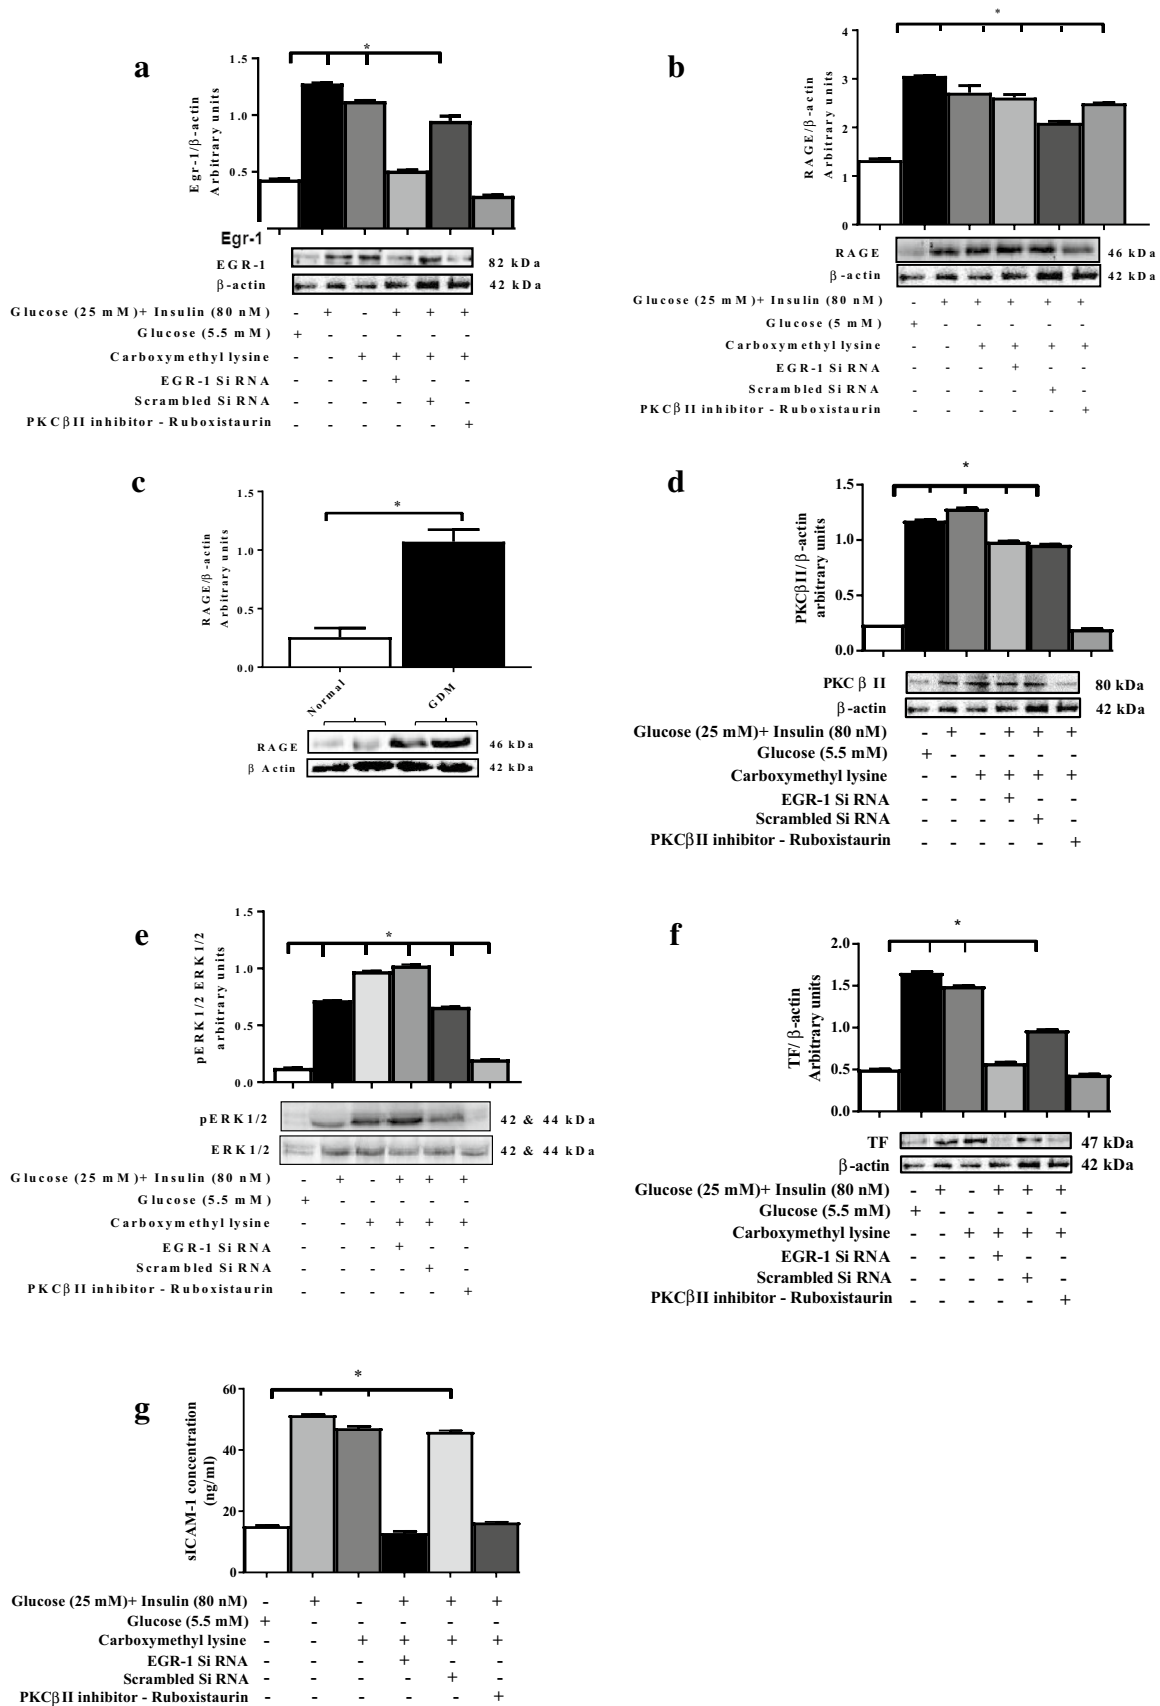 a
*
Egr-1/β-actin
Arbitrary units
1.5
1.0
0.5
Egr-1
EGR-1
82 kDa
β-actin
42 kDa
Glucose (25 mM)+ Insulin (80 nM) - + - + + +
Glucose (5.5 mM) + - - - - -
Carboxymethyl lysine - - + + + +
EGR-1 Si RNA - - - + - -
Scrambled Si RNA - - - - + -
PKCβII inhibitor - Ruboxistaurin - - - - - +
b
*
RAGE/β-actin
Arbitrary units
4
3
2
1
0
RAGE
46 kDa
β-actin
42 kDa
Glucose (25 mM)+ Insulin (80 nM) - + + + + +
Glucose (5 mM) + - - - - -
Carboxymethyl lysine - - + + + +
EGR-1 Si RNA - - - + - -
Scrambled Si RNA - - - - + -
PKCβII inhibitor - Ruboxistaurin - - - - - +
c
*
RAGE/β-actin
Arbitrary units
1.5
1.0
0.5
0.0
Normal
GDM
RAGE
46 kDa
β Actin
42 kDa
d
*
PKCβII/β-actin
arbitrary units
1.5
1.0
0.5
0.0
PKC β II
80 kDa
β-actin
42 kDa
Glucose (25 mM)+ Insulin (80 nM) - + - + + +
Glucose (5.5 mM) + - - - - -
Carboxymethyl lysine - - + + + +
EGR-1 Si RNA - - - + - -
Scrambled Si RNA - - - - + -
PKCβII inhibitor - Ruboxistaurin - - - - - +
e
*
pERK1/2 ERK1/2
arbitrary units
1.5
1.0
0.5
0.0
pERK1/2
42 & 44 kDa
ERK1/2
42 & 44 kDa
Glucose (25 mM)+ Insulin (80 nM) - + - + + +
Glucose (5.5 mM) + - - - - -
Carboxymethyl lysine - - + + + +
EGR-1 Si RNA - - - + - -
Scrambled Si RNA - - - - + -
PKCβII inhibitor - Ruboxistaurin - - - - - +
f
*
TF/ β-actin
Arbitrary units
2.0
1.5
1.0
0.5
0.0
TF
47 kDa
β-actin
42 kDa
Glucose (25 mM)+ Insulin (80 nM) - + - + + +
Glucose (5.5 mM) + - - - - -
Carboxymethyl lysine - - + + + +
EGR-1 Si RNA - - - + - -
Scrambled Si RNA - - - - + -
PKCβII inhibitor - Ruboxistaurin - - - - - +
g
*
sICAM-1 concentration
(ng/ml)
60
40
20
0
Glucose (25 mM)+ Insulin (80 nM) - + - + + +
Glucose (5.5 mM) + - - - - -
Carboxymethyl lysine - - + + + +
EGR-1 Si RNA - - - + - -
Scrambled Si RNA - - - - + -
PKCβII inhibitor - Ruboxistaurin - - - - - +